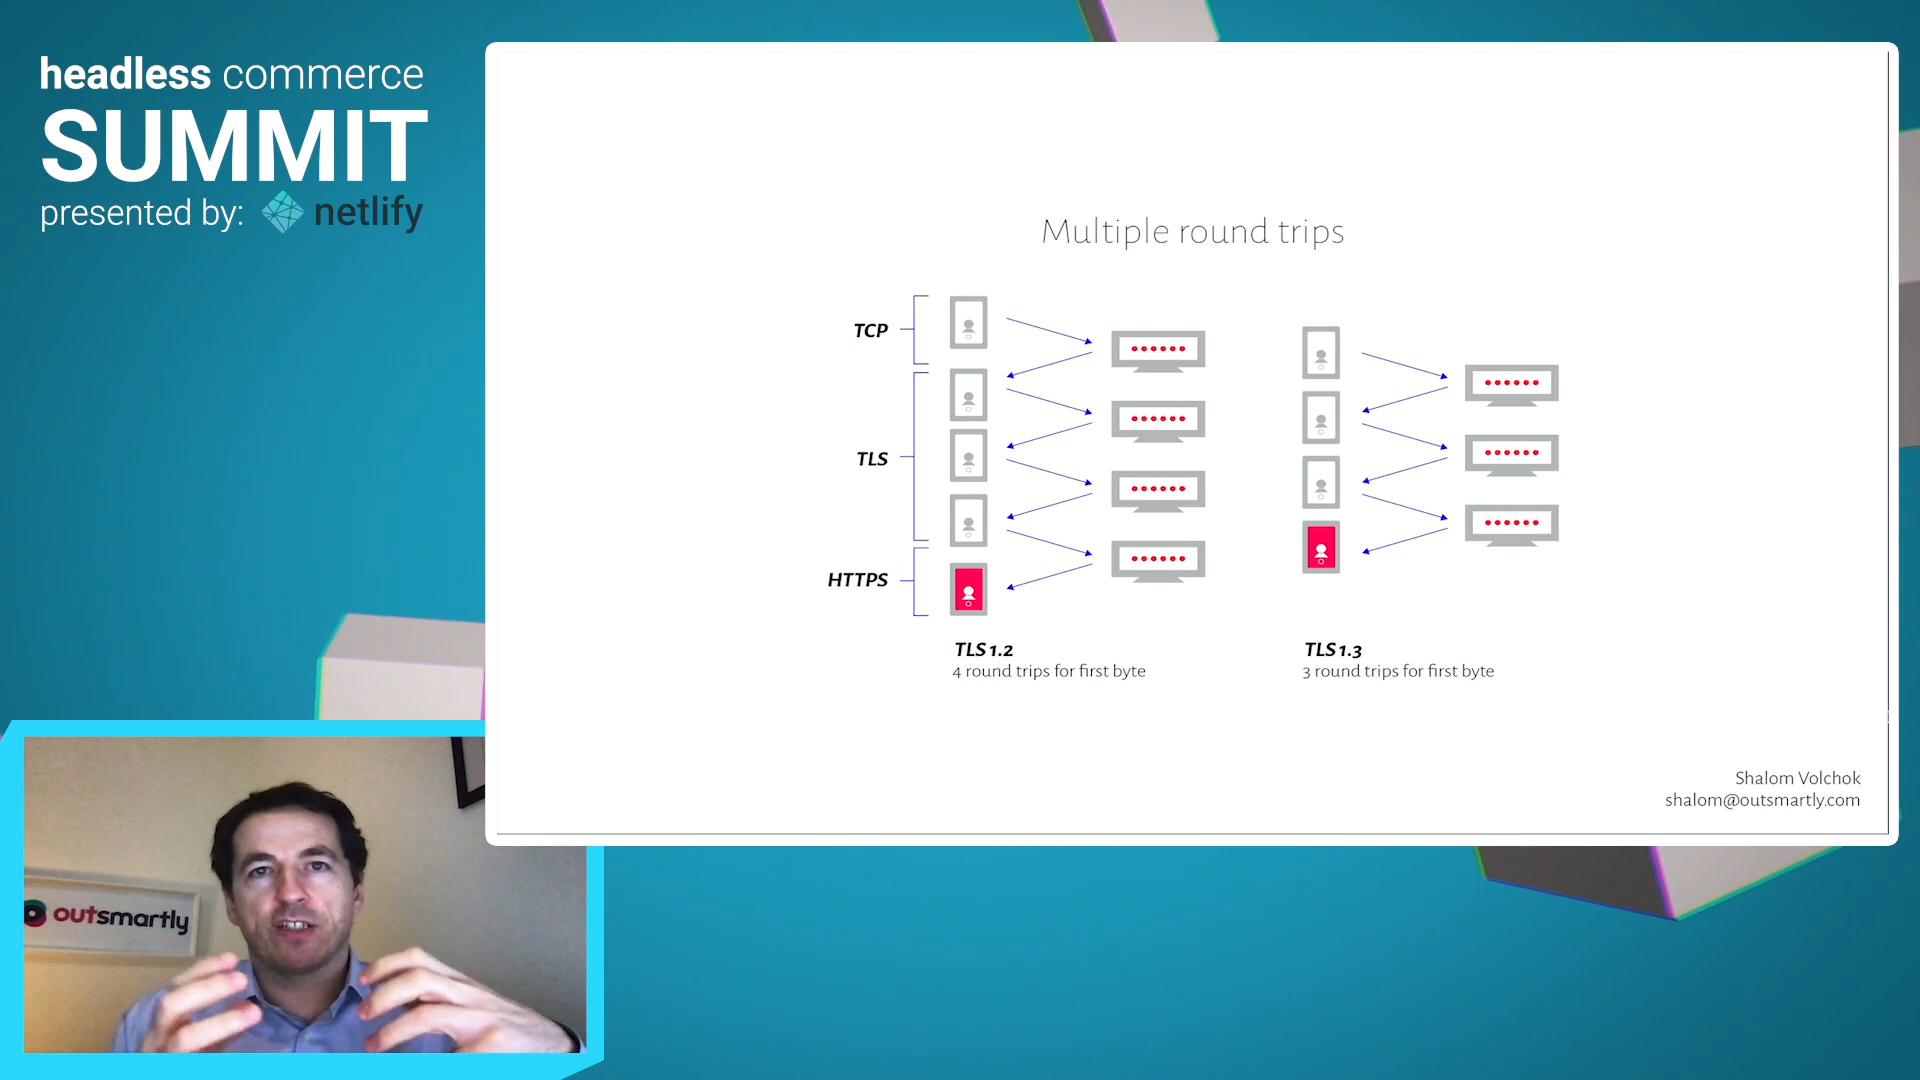 headless commerce
SUMMIT
presented by: netlify
Multiple round trips
TCP
TLS
HTTPS
TLS 1.2
4 round trips for first byte
TLS 1.3
3 round trips for first byte
Shalom Volchok
shalom@outsmartly.com
outsmartly